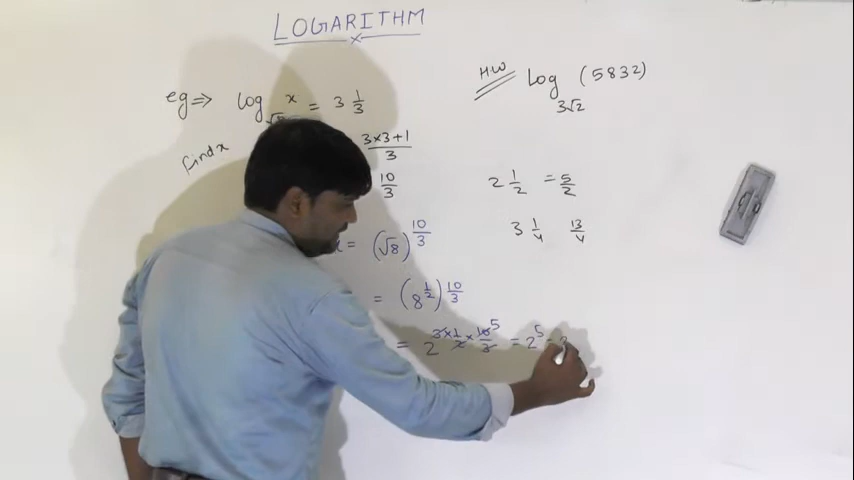 LOGARITHM
HW log (5832)
3√2
eg⇒ log x = 3 1/3
find x
3×3+1/3
10/3
2 1/2 = 5/2
3 1/4 13/4
= (√8)^10/3
= (8^1/2)^10/3
= 2^3×1/2×10/3 5 = 2^5 = 3